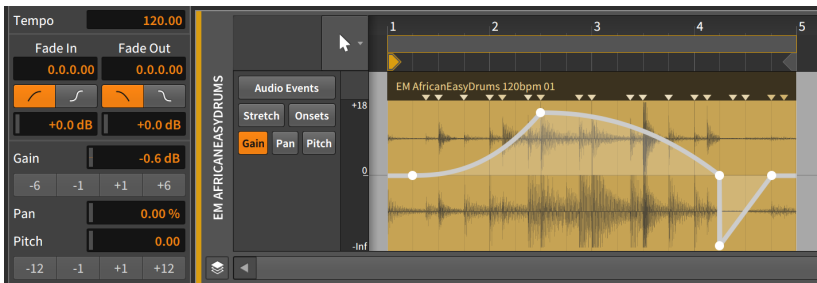 Tempo 120.00
Fade In Fade Out
0.0.0.00 0.0.0.00
+0.0 dB +0.0 dB
Gain -0.6 dB
-6 -1 +1 +6
Pan 0.00 %
Pitch 0.00
-12 -1 +1 +12
EM AFRICANEASYDRUMS
1 2 3 4 5
Audio Events
Stretch Onsets
Gain Pan Pitch
EM AfricanEasyDrums 120bpm 01
+18
0
-Inf